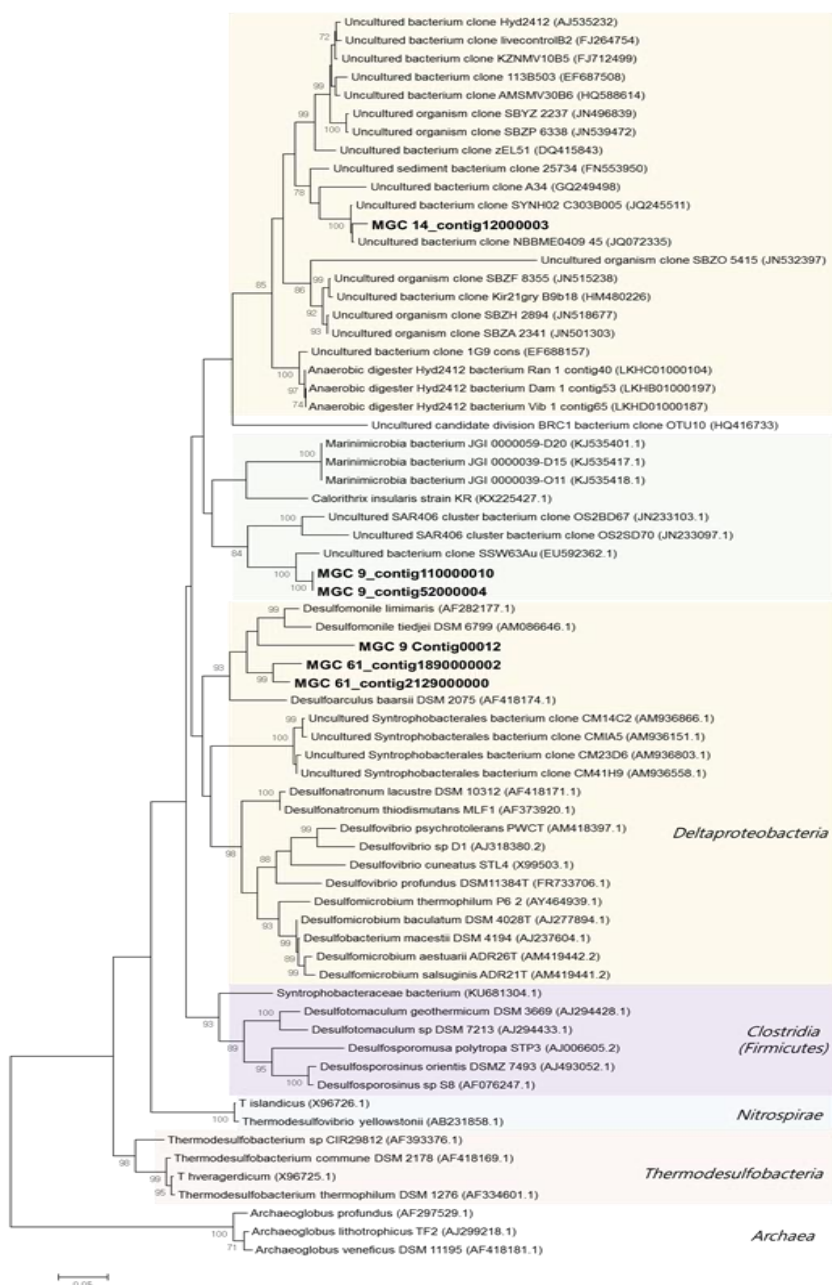 Uncultured bacterium clone Hyd2412 (AJ535232)
72
Uncultured bacterium clone livecontrolB2 (FJ264754)
Uncultured bacterium clone KZNMV10B5 (FJ712499)
Uncultured bacterium clone 113B503 (EF687508)
99
Uncultured bacterium clone AMSMV30B6 (HQ588614)
99
Uncultured organism clone SBYZ 2237 (JN496839)
100
Uncultured organism clone SBZP 6338 (JN539472)
Uncultured bacterium clone zEL51 (DQ415843)
Uncultured sediment bacterium clone 25734 (FN553950)
78
Uncultured bacterium clone A34 (GQ249498)
Uncultured bacterium clone SYNH02 C303B005 (JQ245511)
100
MGC 14_contig12000003
Uncultured bacterium clone NBBME0409 45 (JQ072335)
Uncultured organism clone SBZO 5415 (JN532397)
85
99
Uncultured organism clone SBZF 8355 (JN515238)
86
Uncultured bacterium clone Kir21gry B9b18 (HM480226)
92
Uncultured organism clone SBZH 2894 (JN518677)
93
Uncultured organism clone SBZA 2341 (JN501303)
Uncultured bacterium clone 1G9 cons (EF688157)
100
Anaerobic digester Hyd2412 bacterium Ran 1 contig40 (LKHC01000104)
97
Anaerobic digester Hyd2412 bacterium Dam 1 contig53 (LKHB01000197)
74
Anaerobic digester Hyd2412 bacterium Vib 1 contig65 (LKHD01000187)
Uncultured candidate division BRC1 bacterium clone OTU10 (HQ416733)
Marinimicrobia bacterium JGI 0000059-D20 (KJ535401.1)
100
Marinimicrobia bacterium JGI 0000039-D15 (KJ535417.1)
Marinimicrobia bacterium JGI 0000039-O11 (KJ535418.1)
Calorithrix insularis strain KR (KX225427.1)
100
Uncultured SAR406 cluster bacterium clone OS2BD67 (JN233103.1)
Uncultured SAR406 cluster bacterium clone OS2SD70 (JN233097.1)
84
Uncultured bacterium clone SSW63Au (EU592362.1)
100
MGC 9_contig110000010
100
MGC 9_contig52000004
99
Desulfomonile limimaris (AF282177.1)
Desulfomonile tiedjei DSM 6799 (AM086646.1)
MGC 9 Contig00012
93
MGC 61_contig1890000002
99
MGC 61_contig2129000000
Desulfoarculus baarsii DSM 2075 (AF418174.1)
99
Uncultured Syntrophobacterales bacterium clone CM14C2 (AM936866.1)
100
Uncultured Syntrophobacterales bacterium clone CMIA5 (AM936151.1)
Uncultured Syntrophobacterales bacterium clone CM23D6 (AM936803.1)
Uncultured Syntrophobacterales bacterium clone CM41H9 (AM936558.1)
100
Desulfonatronum lacustre DSM 10312 (AF418171.1)
Desulfonatronum thiodismutans MLF1 (AF373920.1)
99
Desulfovibrio psychrotolerans PWCT (AM418397.1)
Deltaproteobacteria
Desulfovibrio sp D1 (AJ318380.2)
98
88
Desulfovibrio cuneatus STL4 (X99503.1)
Desulfovibrio profundus DSM11384T (FR733706.1)
Desulfomicrobium thermophilum P6 2 (AY464939.1)
93
Desulfomicrobium baculatum DSM 4028T (AJ277894.1)
99
Desulfobacterium macestii DSM 4194 (AJ237604.1)
89
Desulfomicrobium aestuarii ADR26T (AM419442.2)
99
Desulfomicrobium salsuginis ADR21T (AM419441.2)
Syntrophobacteraceae bacterium (KU681304.1)
93
100
Desulfotomaculum geothermicum DSM 3669 (AJ294428.1)
Desulfotomaculum sp DSM 7213 (AJ294433.1)
Clostridia
(Firmicutes)
89
Desulfosporomusa polytropa STP3 (AJ006605.2)
95
Desulfosporosinus orientis DSMZ 7493 (AJ493052.1)
100
Desulfosporosinus sp S8 (AF076247.1)
T islandicus (X96726.1)
100
Thermodesulfovibrio yellowstonii (AB231858.1)
Nitrospirae
Thermodesulfobacterium sp CIR29812 (AF393376.1)
98
Thermodesulfobacterium commune DSM 2178 (AF418169.1)
99
T hveragerdicum (X96725.1)
Thermodesulfobacteria
95
Thermodesulfobacterium thermophilum DSM 1276 (AF334601.1)
Archaeoglobus profundus (AF297529.1)
100
Archaeoglobus lithotrophicus TF2 (AJ299218.1)
Archaea
71
Archaeoglobus veneficus DSM 11195 (AF418181.1)